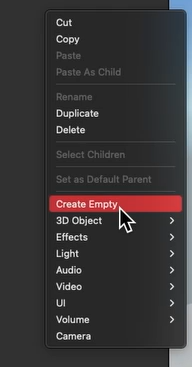 Cut
Copy
Paste
Paste As Child
Rename
Duplicate
Delete
Select Children
Set as Default Parent
Create Empty
3D Object
Effects
Light
Audio
Video
UI
Volume
Camera